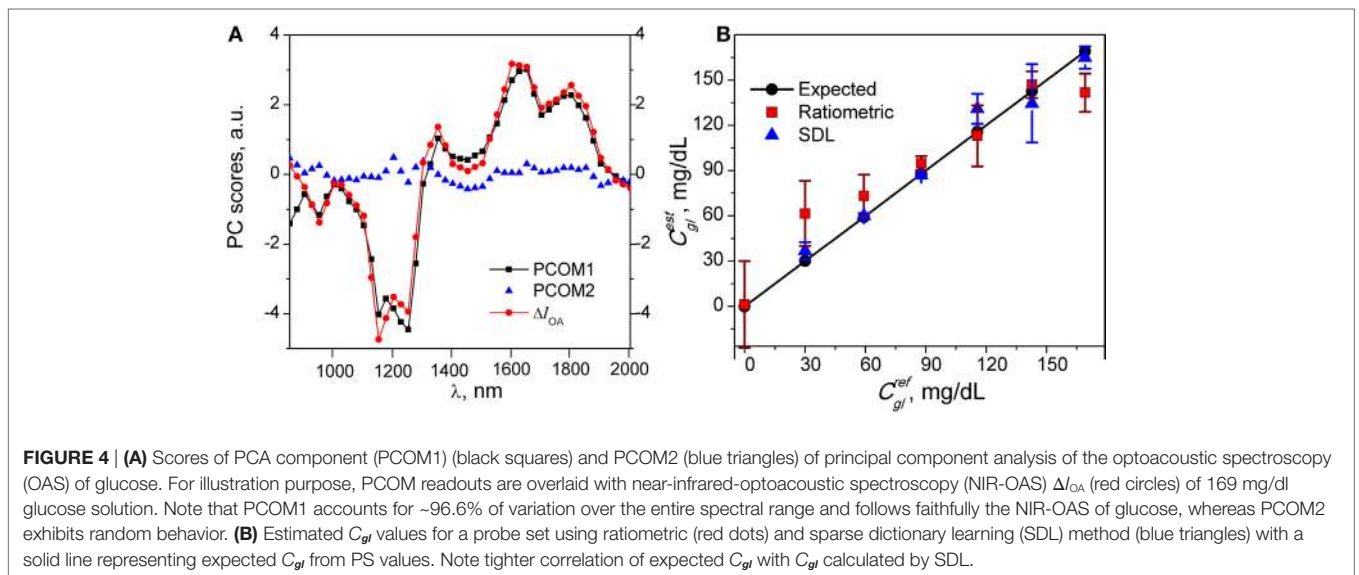 A
PC scores, a.u.
4
2
0
-2
-4
4
2
0
-2
-4
PCOM1
PCOM2
ΔI_OA
1000 1200 1400 1600 1800 2000
λ, nm
B
C^est_gl, mg/dL
150
120
90
60
30
0
Expected
Ratiometric
SDL
0 30 60 90 120 150
C^ref_gl, mg/dL
FIGURE 4 | (A) Scores of PCA component (PCOM1) (black squares) and PCOM2 (blue triangles) of principal component analysis of the optoacoustic spectroscopy
(OAS) of glucose. For illustration purpose, PCOM readouts are overlaid with near-infrared-optoacoustic spectroscopy (NIR-OAS) ΔI_OA (red circles) of 169 mg/dl
glucose solution. Note that PCOM1 accounts for ~96.6% of variation over the entire spectral range and follows faithfully the NIR-OAS of glucose, whereas PCOM2
exhibits random behavior. (B) Estimated C_gl values for a probe set using ratiometric (red dots) and sparse dictionary learning (SDL) method (blue triangles) with a
solid line representing expected C_gl from PS values. Note tighter correlation of expected C_gl with C_gl calculated by SDL.